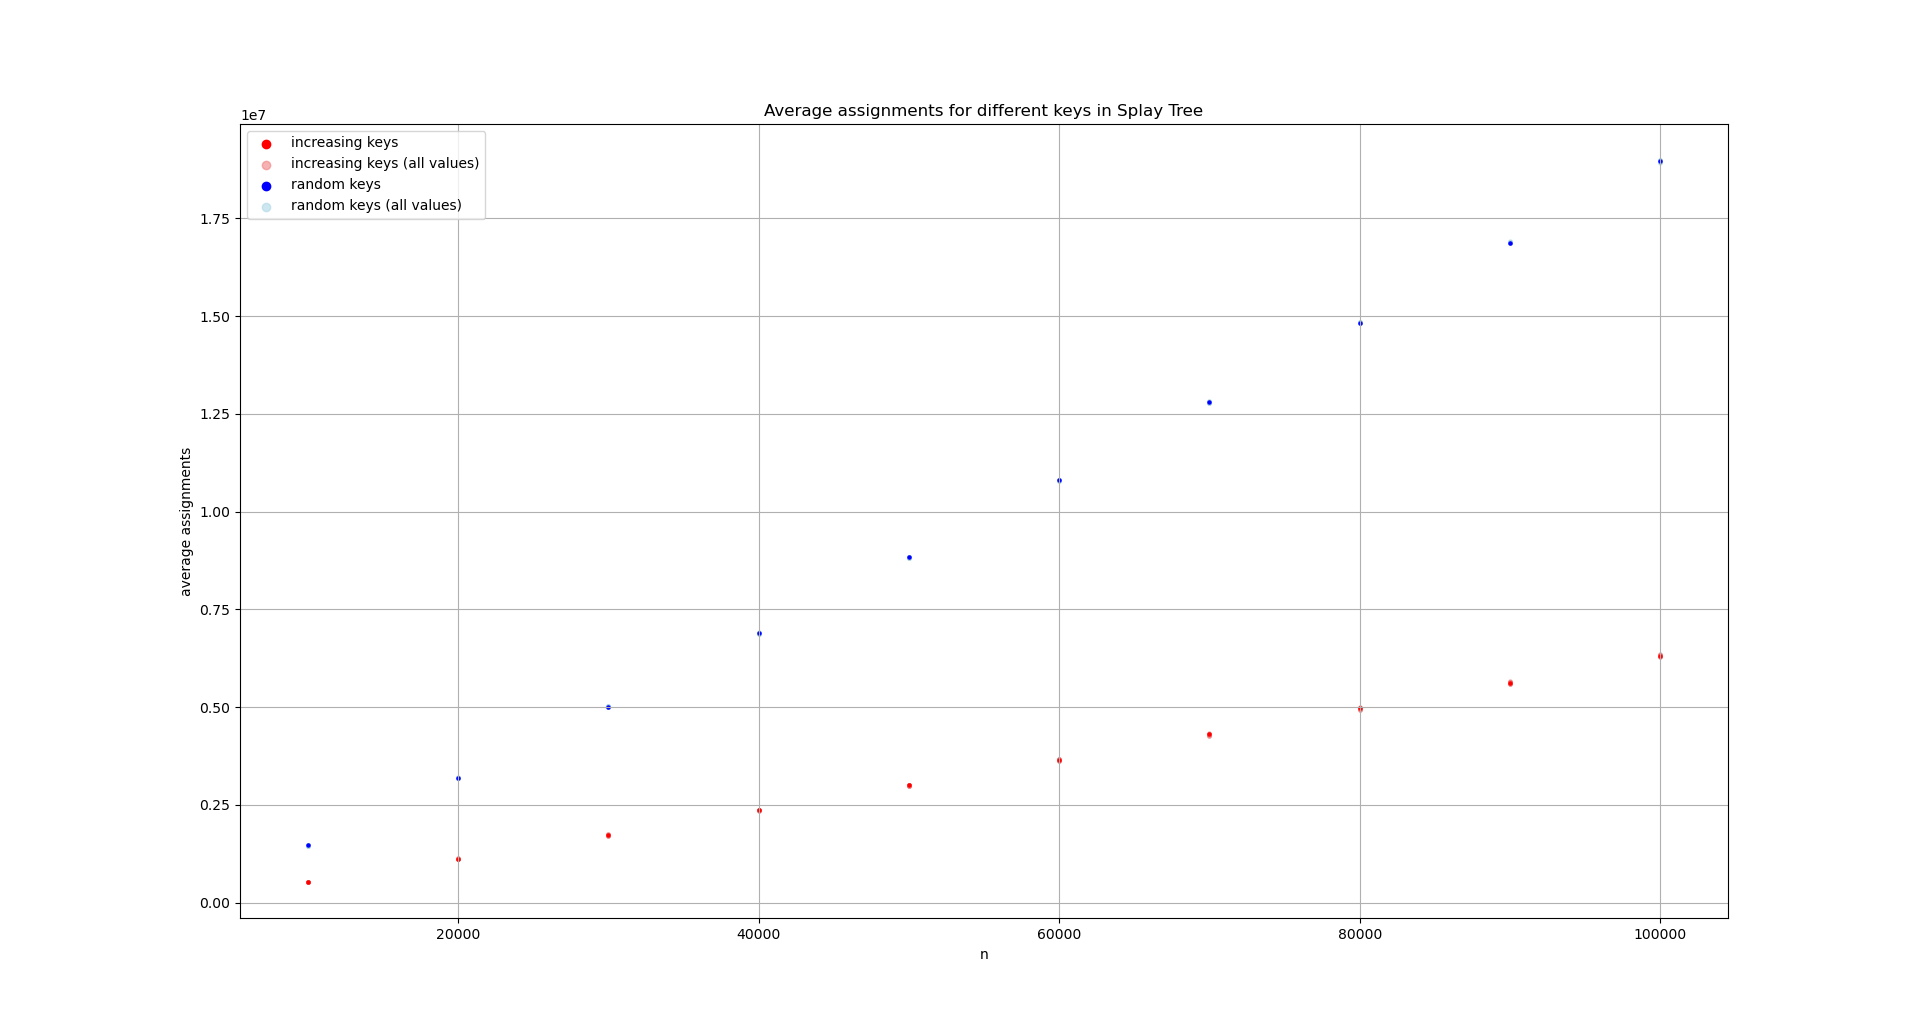 Average assignments for different keys in Splay Tree
1e7
increasing keys
increasing keys (all values)
random keys
random keys (all values)
1.75
1.50
1.25
1.00
0.75
0.50
0.25
0.00
average assignments
20000 40000 60000 80000 100000
n